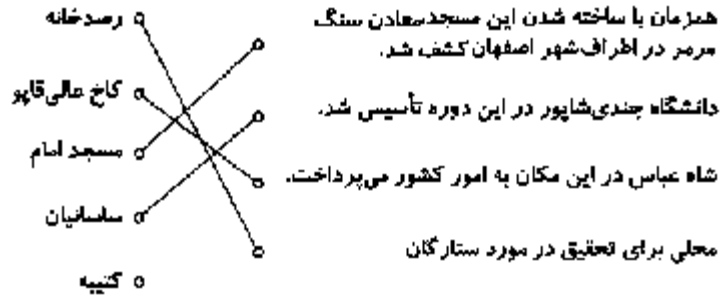 همزمان با ساخته شدن این مسجدمعادن سنگ
مرمر در اطراف‌شهر اصفهان کشف شد.
دانشگاه جندی‌شاپور در این دوره تأسیس شد.
شاه عباس در این مکان به امور کشور می‌پرداخت.
محلی برای تحقیق در مورد ستارگان
رصدخانه
کاخ عالی‌قاپو
مسجد امام
ساسانیان
کتیبه